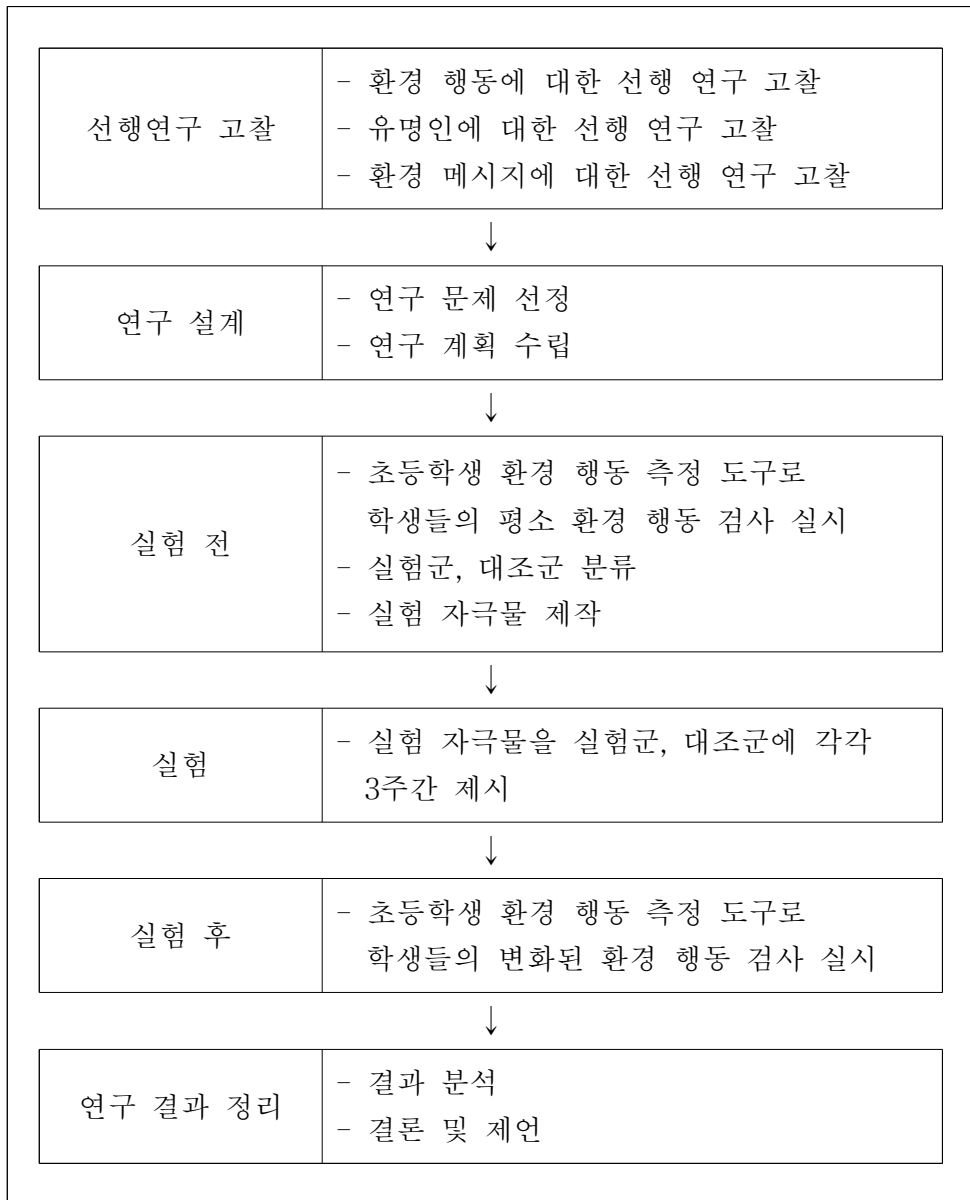 선행연구 고찰
- 환경 행동에 대한 선행 연구 고찰
- 유명인에 대한 선행 연구 고찰
- 환경 메시지에 대한 선행 연구 고찰
↓
연구 설계
- 연구 문제 선정
- 연구 계획 수립
↓
실험 전
- 초등학생 환경 행동 측정 도구로
학생들의 평소 환경 행동 검사 실시
- 실험군, 대조군 분류
- 실험 자극물 제작
↓
실험
- 실험 자극물을 실험군, 대조군에 각각
3주간 제시
↓
실험 후
- 초등학생 환경 행동 측정 도구로
학생들의 변화된 환경 행동 검사 실시
↓
연구 결과 정리
- 결과 분석
- 결론 및 제언